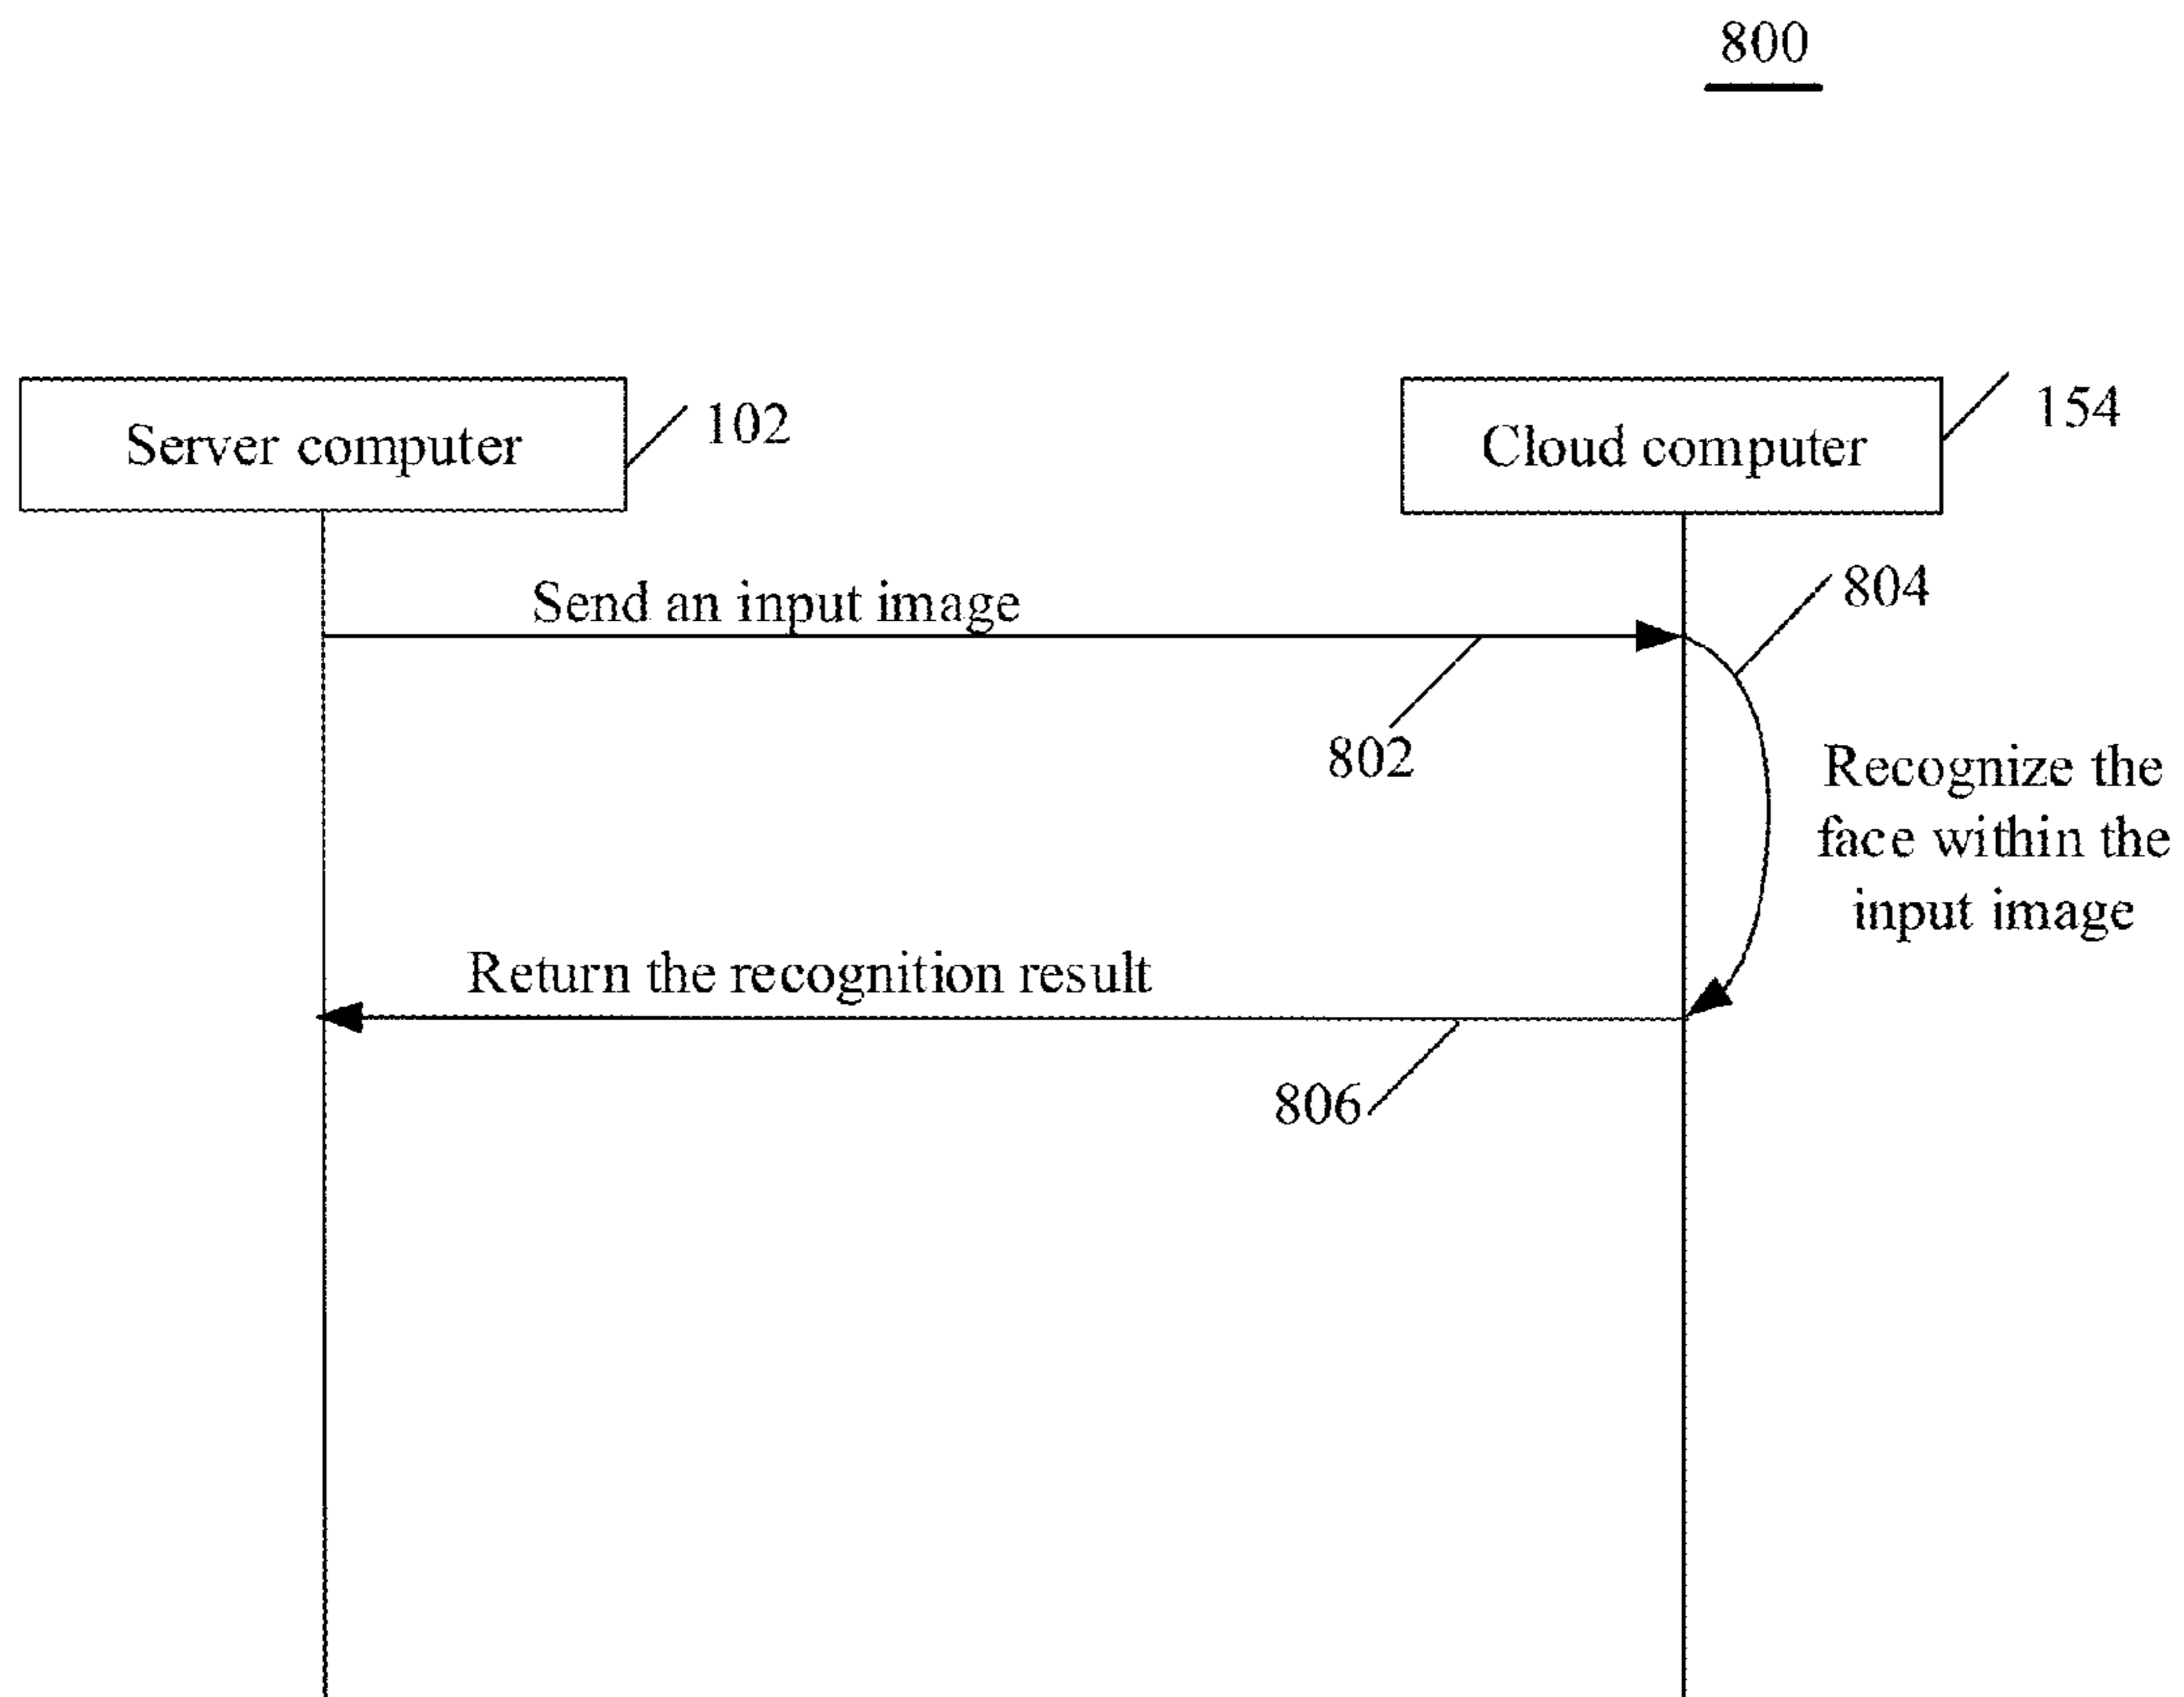 800
Server computer
102
Cloud computer
154
Send an input image
804
802
Recognize the
face within the
input image
Return the recognition result
806